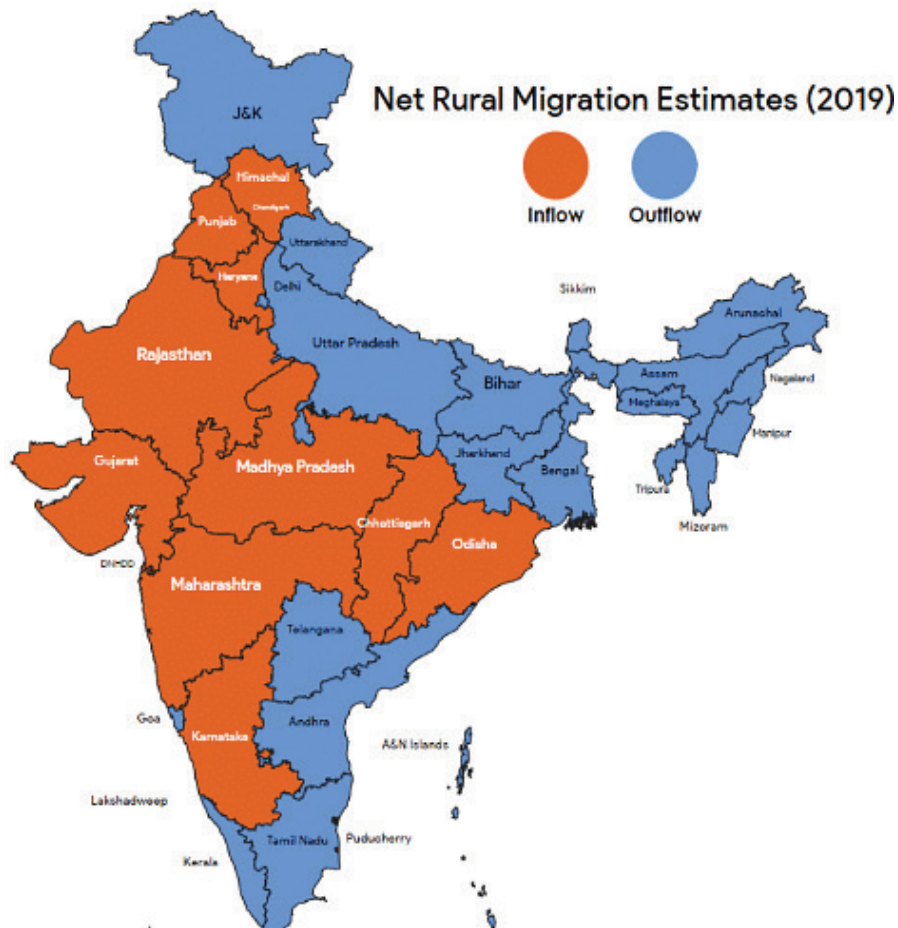 Net Rural Migration Estimates (2019)
Inflow
Outflow
J&K
Himachal
Chandigarh
Punjab
Uttarakhand
Haryana
Delhi
Sikkim
Arunachal
Rajasthan
Uttar Pradesh
Bihar
Assam
Nagaland
Meghalaya
Manipur
Gujarat
Madhya Pradesh
Jharkhand
Bengal
Tripura
Mizoram
Chhattisgarh
Odisha
DNHDD
Maharashtra
Telangana
Goa
Karnataka
Andhra
A&N Islands
Lakshadweep
Tamil Nadu
Puducherry
Kerala